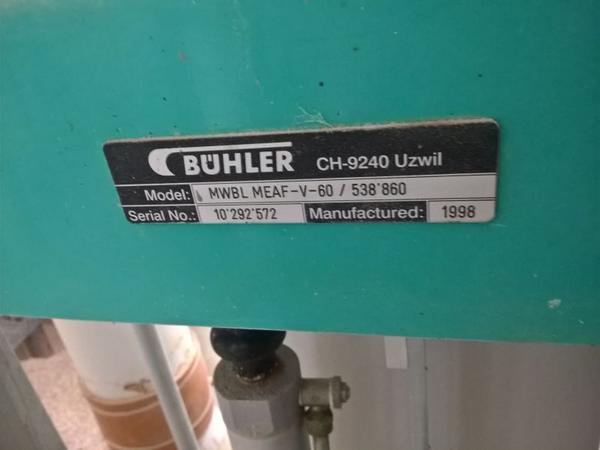 BÜHLER CH-9240 Uzwil
Model: MWBL MEAF-V-60 / 538'860
Serial No.: 10'292'572 Manufactured: 1998